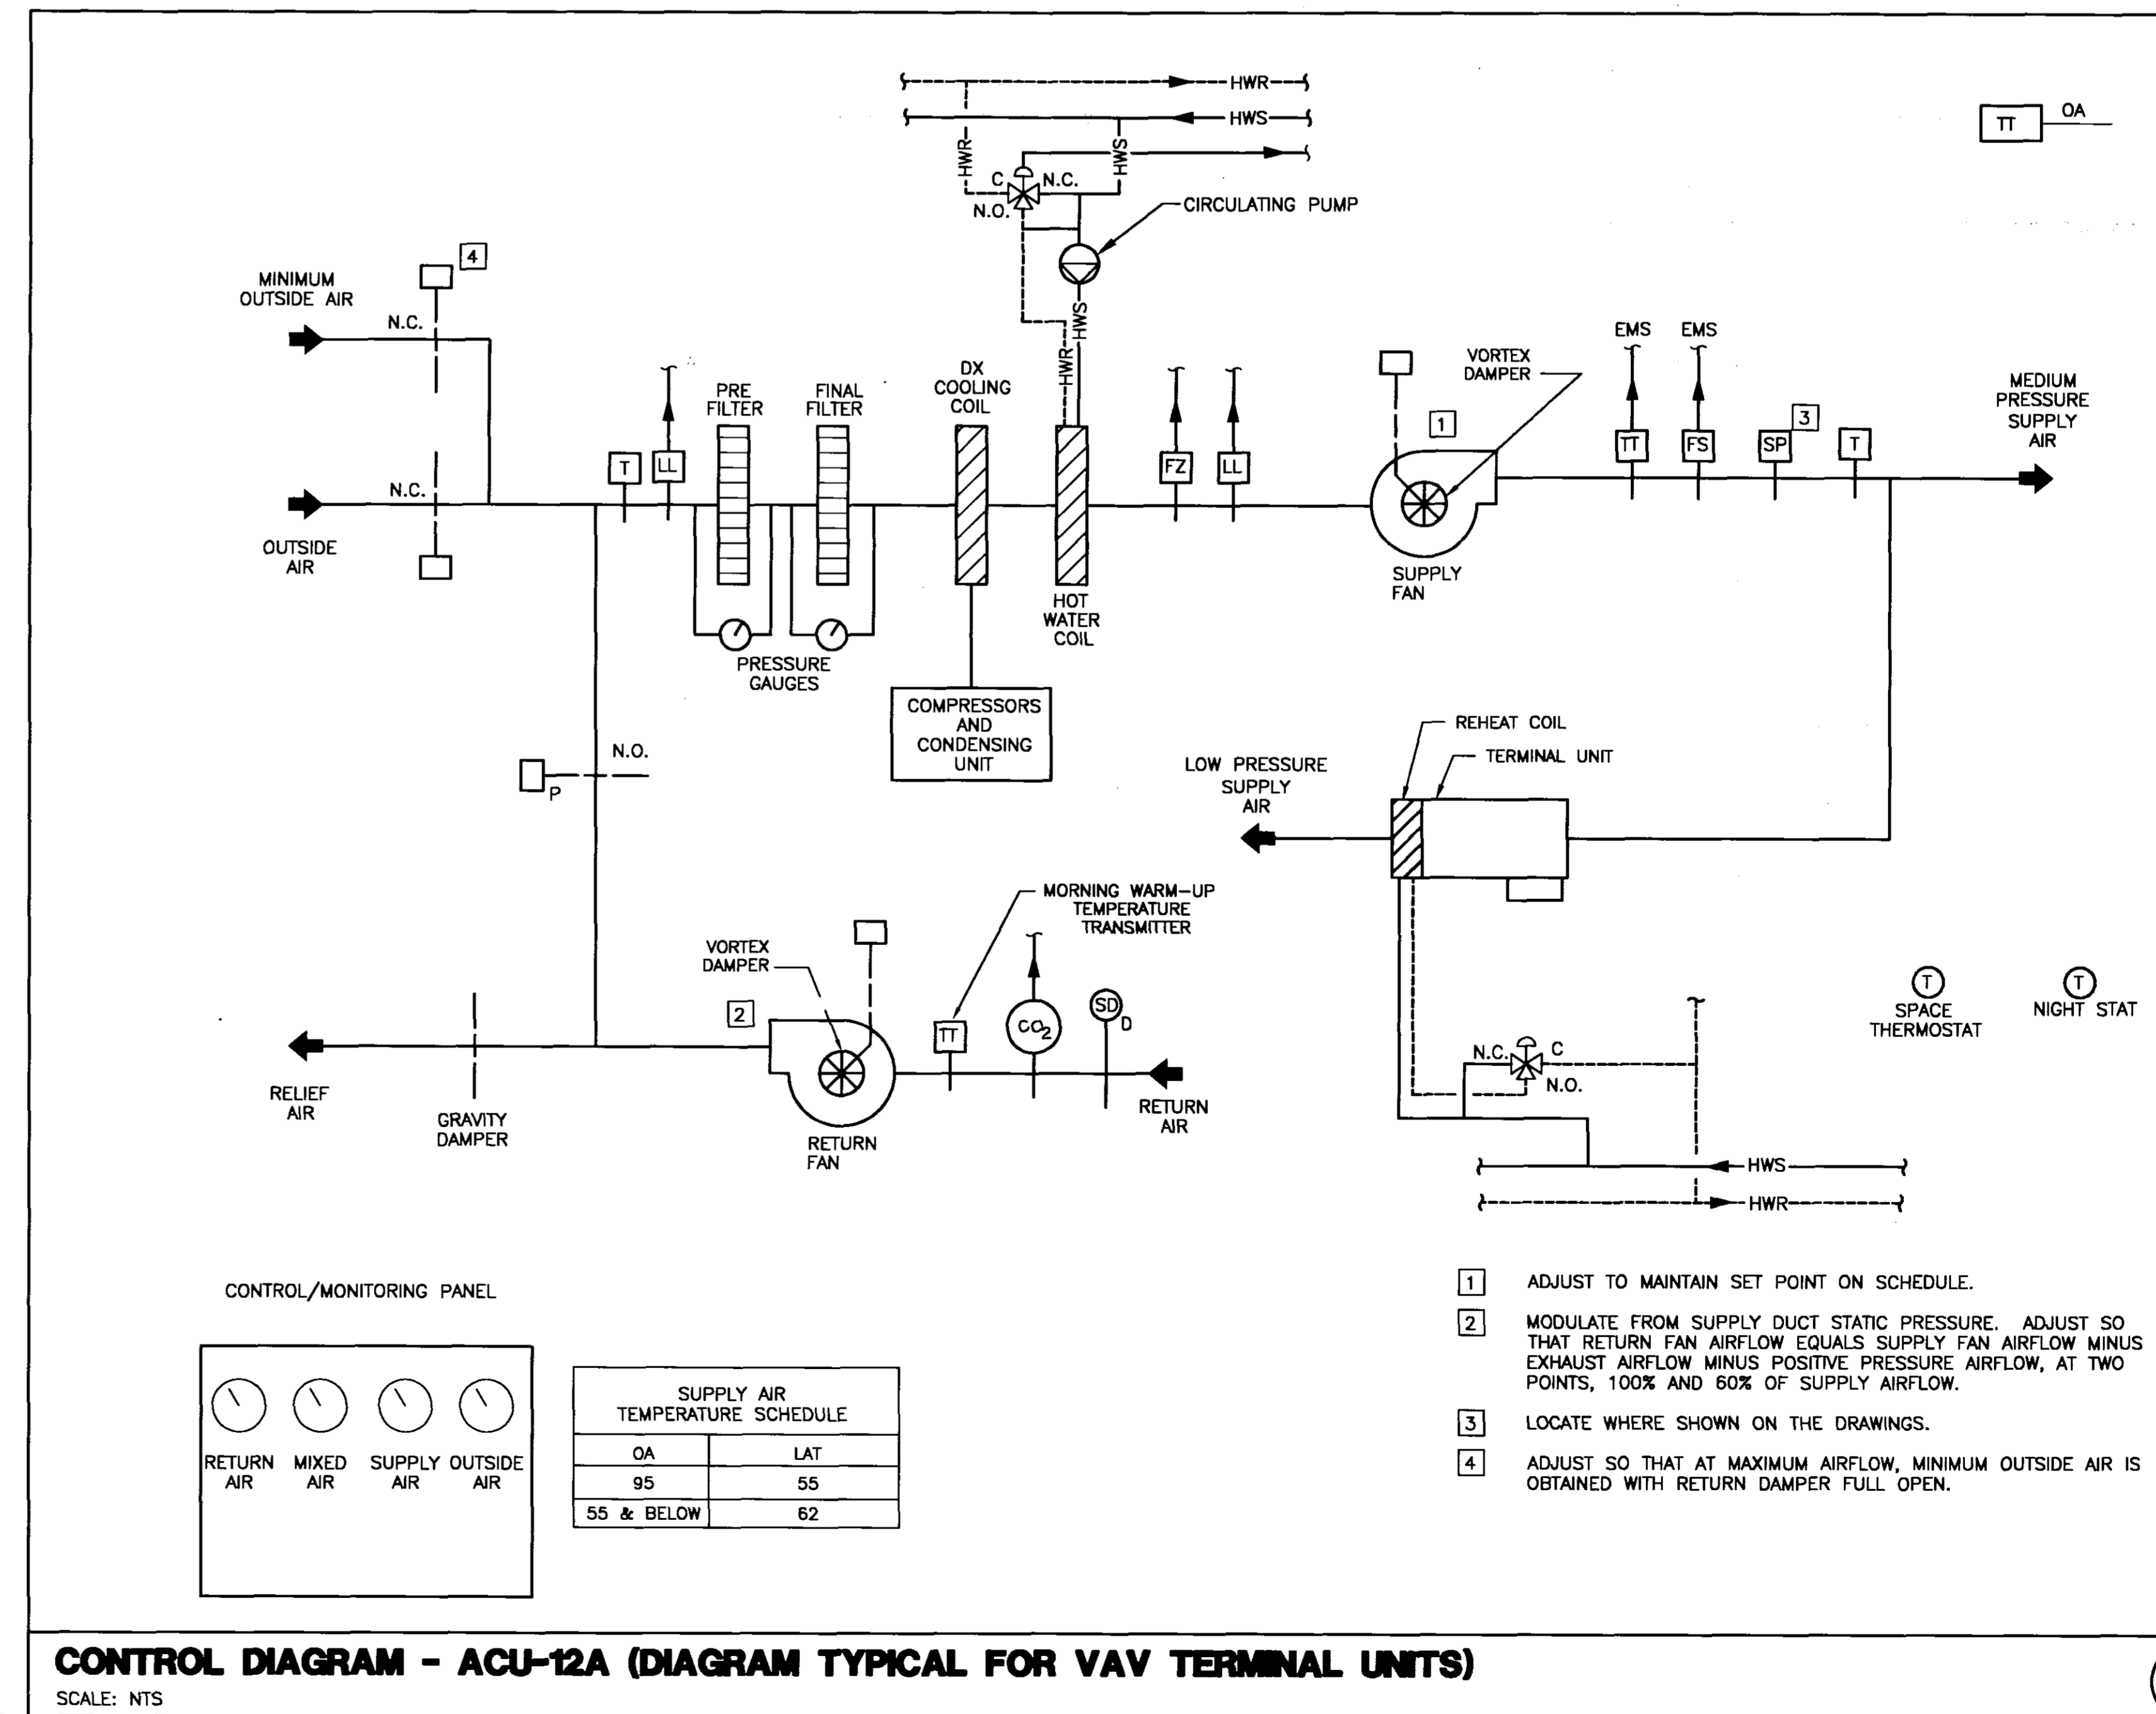 HWR
HWS
TT OA
HWR
HWS
C N.C.
N.O.
CIRCULATING PUMP
4
MINIMUM
OUTSIDE AIR
N.C.
HWS
HWR
EMS EMS
VORTEX
DAMPER
MEDIUM
PRESSURE
SUPPLY
AIR
DX
COOLING
COIL
PRE
FILTER
FINAL
FILTER
1
3
T LL
FZ LL
TT FS SP T
N.C.
OUTSIDE
AIR
SUPPLY
FAN
HOT
WATER
COIL
PRESSURE
GAUGES
COMPRESSORS
AND
CONDENSING
UNIT
N.O.
P
REHEAT COIL
TERMINAL UNIT
LOW PRESSURE
SUPPLY
AIR
MORNING WARM-UP
TEMPERATURE
TRANSMITTER
VORTEX
DAMPER
2
TT CO2 SD
D
T
SPACE
THERMOSTAT
T
NIGHT STAT
N.C. C
N.O.
RELIEF
AIR
GRAVITY
DAMPER
RETURN
FAN
RETURN
AIR
HWS
HWR
CONTROL/MONITORING PANEL
RETURN
AIR
MIXED
AIR
SUPPLY
AIR
OUTSIDE
AIR
SUPPLY AIR
TEMPERATURE SCHEDULE
OA LAT
95 55
55 & BELOW 62
1 ADJUST TO MAINTAIN SET POINT ON SCHEDULE.
2 MODULATE FROM SUPPLY DUCT STATIC PRESSURE. ADJUST SO
THAT RETURN FAN AIRFLOW EQUALS SUPPLY FAN AIRFLOW MINUS
EXHAUST AIRFLOW MINUS POSITIVE PRESSURE AIRFLOW, AT TWO
POINTS, 100% AND 60% OF SUPPLY AIRFLOW.
3 LOCATE WHERE SHOWN ON THE DRAWINGS.
4 ADJUST SO THAT AT MAXIMUM AIRFLOW, MINIMUM OUTSIDE AIR IS
OBTAINED WITH RETURN DAMPER FULL OPEN.
CONTROL DIAGRAM - ACU-12A (DIAGRAM TYPICAL FOR VAV TERMINAL UNITS)
SCALE: NTS